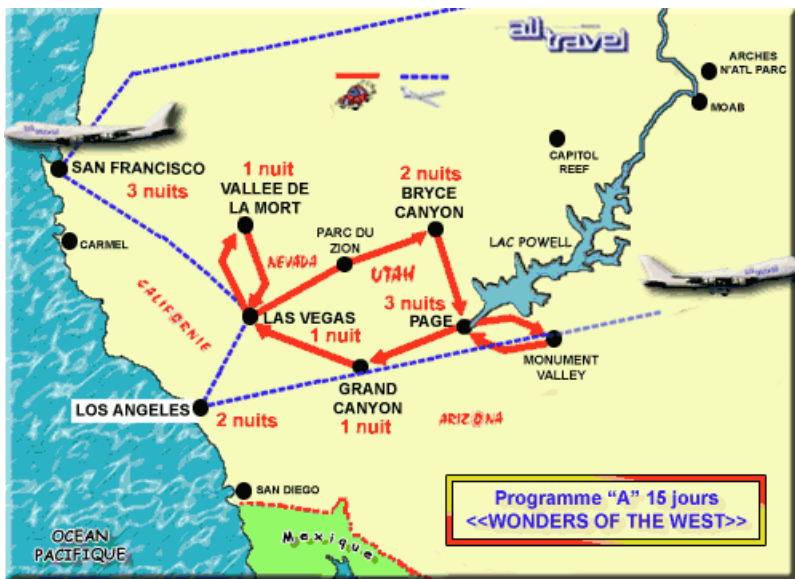 all travel
ARCHES
N'ATL PARC
MOAB
SAN FRANCISCO
3 nuits
1 nuit
VALLEE DE
LA MORT
2 nuits
BRYCE
CANYON
CAPITOL
REEF
CARMEL
PARC DU
ZION
NEVADA
UTAH
LAC POWELL
CALIFORNIE
LAS VEGAS
1 nuit
3 nuits
PAGE
MONUMENT
VALLEY
GRAND
CANYON
1 nuit
LOS ANGELES
2 nuits
ARIZONA
SAN DIEGO
Mexique
OCEAN
PACIFIQUE
Programme “A” 15 jours
<<WONDERS OF THE WEST>>